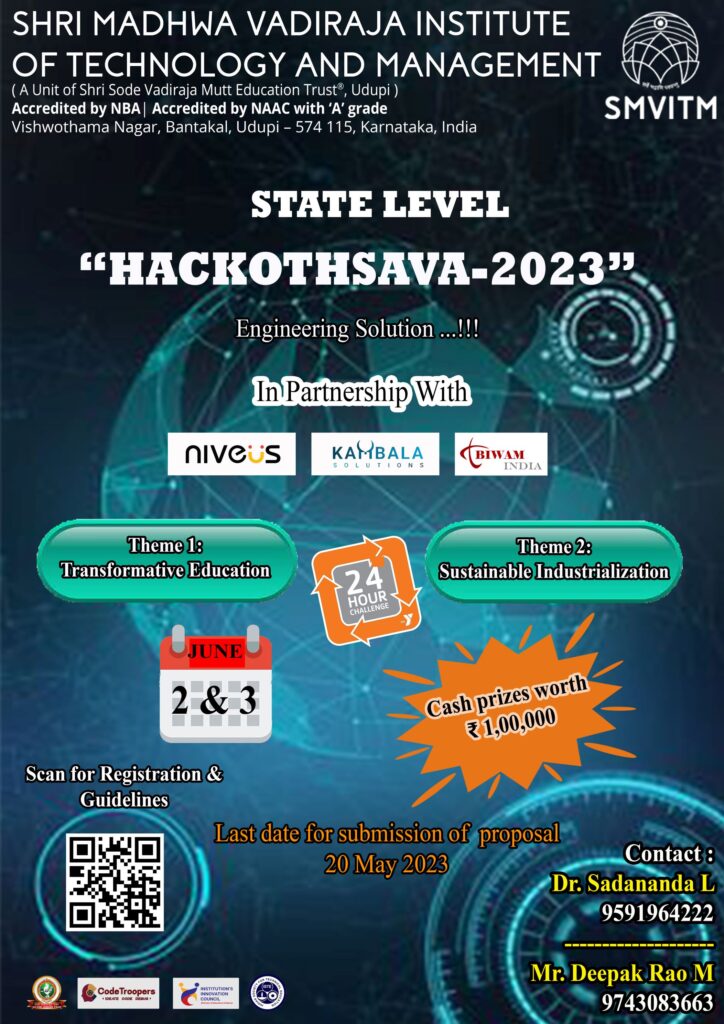 SHRI MADHWA VADIRAJA INSTITUTE
OF TECHNOLOGY AND MANAGEMENT
( A Unit of Shri Sode Vadiraja Mutt Education Trust®, Udupi )
Accredited by NBA| Accredited by NAAC with ‘A’ grade
Vishwothama Nagar, Bantakal, Udupi – 574 115, Karnataka, India
SMVITM
STATE LEVEL
“HACKOTHSAVA-2023”
Engineering Solution ...!!!
In Partnership With
NIVEUS
KAMBALA
SOLUTIONS
BIWAM
INDIA
Theme 1:
Transformative Education
24
HOUR
CHALLENGE
Theme 2:
Sustainable Industrialization
JUNE
2 & 3
Cash prizes worth
₹ 1,00,000
Scan for Registration &
Guidelines
Last date for submission of proposal
20 May 2023
Contact :
Dr. Sadananda L
9591964222
--------------------
Mr. Deepak Rao M
9743083663
CodeTroopers
• IDEATE CODE DEBUG •
INSTITUTION'S
INNOVATION
COUNCIL